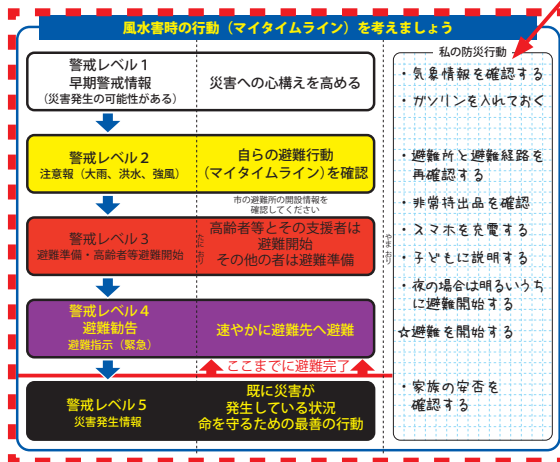 風水害時の行動（マイタイムライン）を考えましょう
警戒レベル1
早期警戒情報
（災害発生の可能性がある）
災害への心構えを高める
警戒レベル2
注意報（大雨、洪水、強風）
自らの避難行動
（マイタイムライン）を確認
市の避難所の開設情報を
確認してください
警戒レベル3
避難準備・高齢者等避難開始
高齢者等とその支援者は
避難開始
その他の者は避難準備
やまおり
やまおり
警戒レベル4
避難勧告
避難指示（緊急）
速やかに避難先へ避難
ここまでに避難完了
警戒レベル5
災害発生情報
既に災害が
発生している状況
命を守るための最善の行動
私の防災行動
・気象情報を確認する
・ガソリンを入れておく
・避難所と避難経路を
再確認する
・非常持出品を確認
・スマホを充電する
・子どもに説明する
・夜の場合は明るいうち
に避難開始する
☆避難を開始する
・家族の安否を
確認する